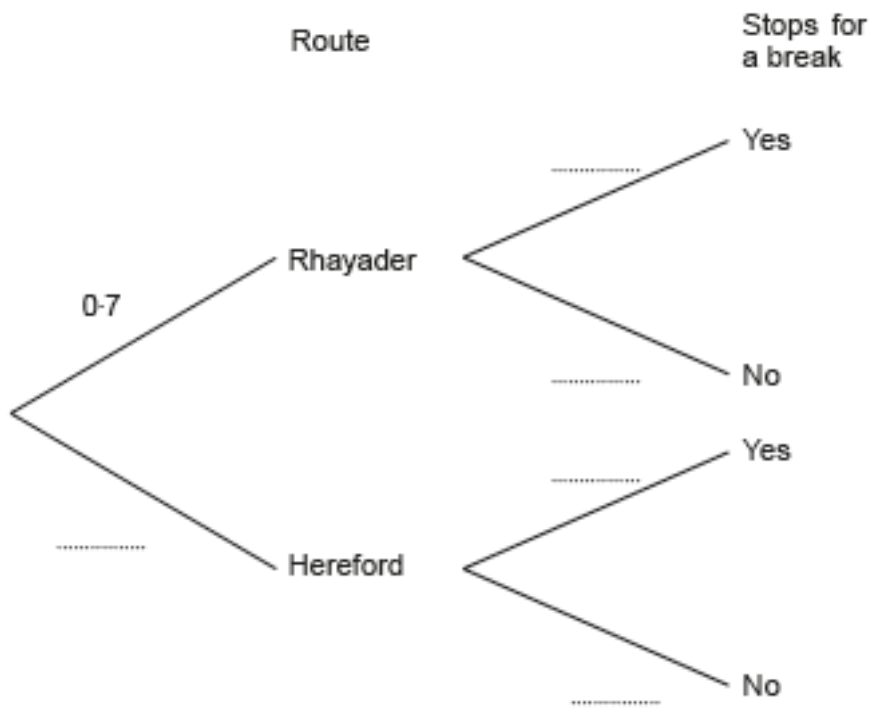 Route
Stops for
a break
Yes
Rhayader
0·7
No
Yes
Hereford
No